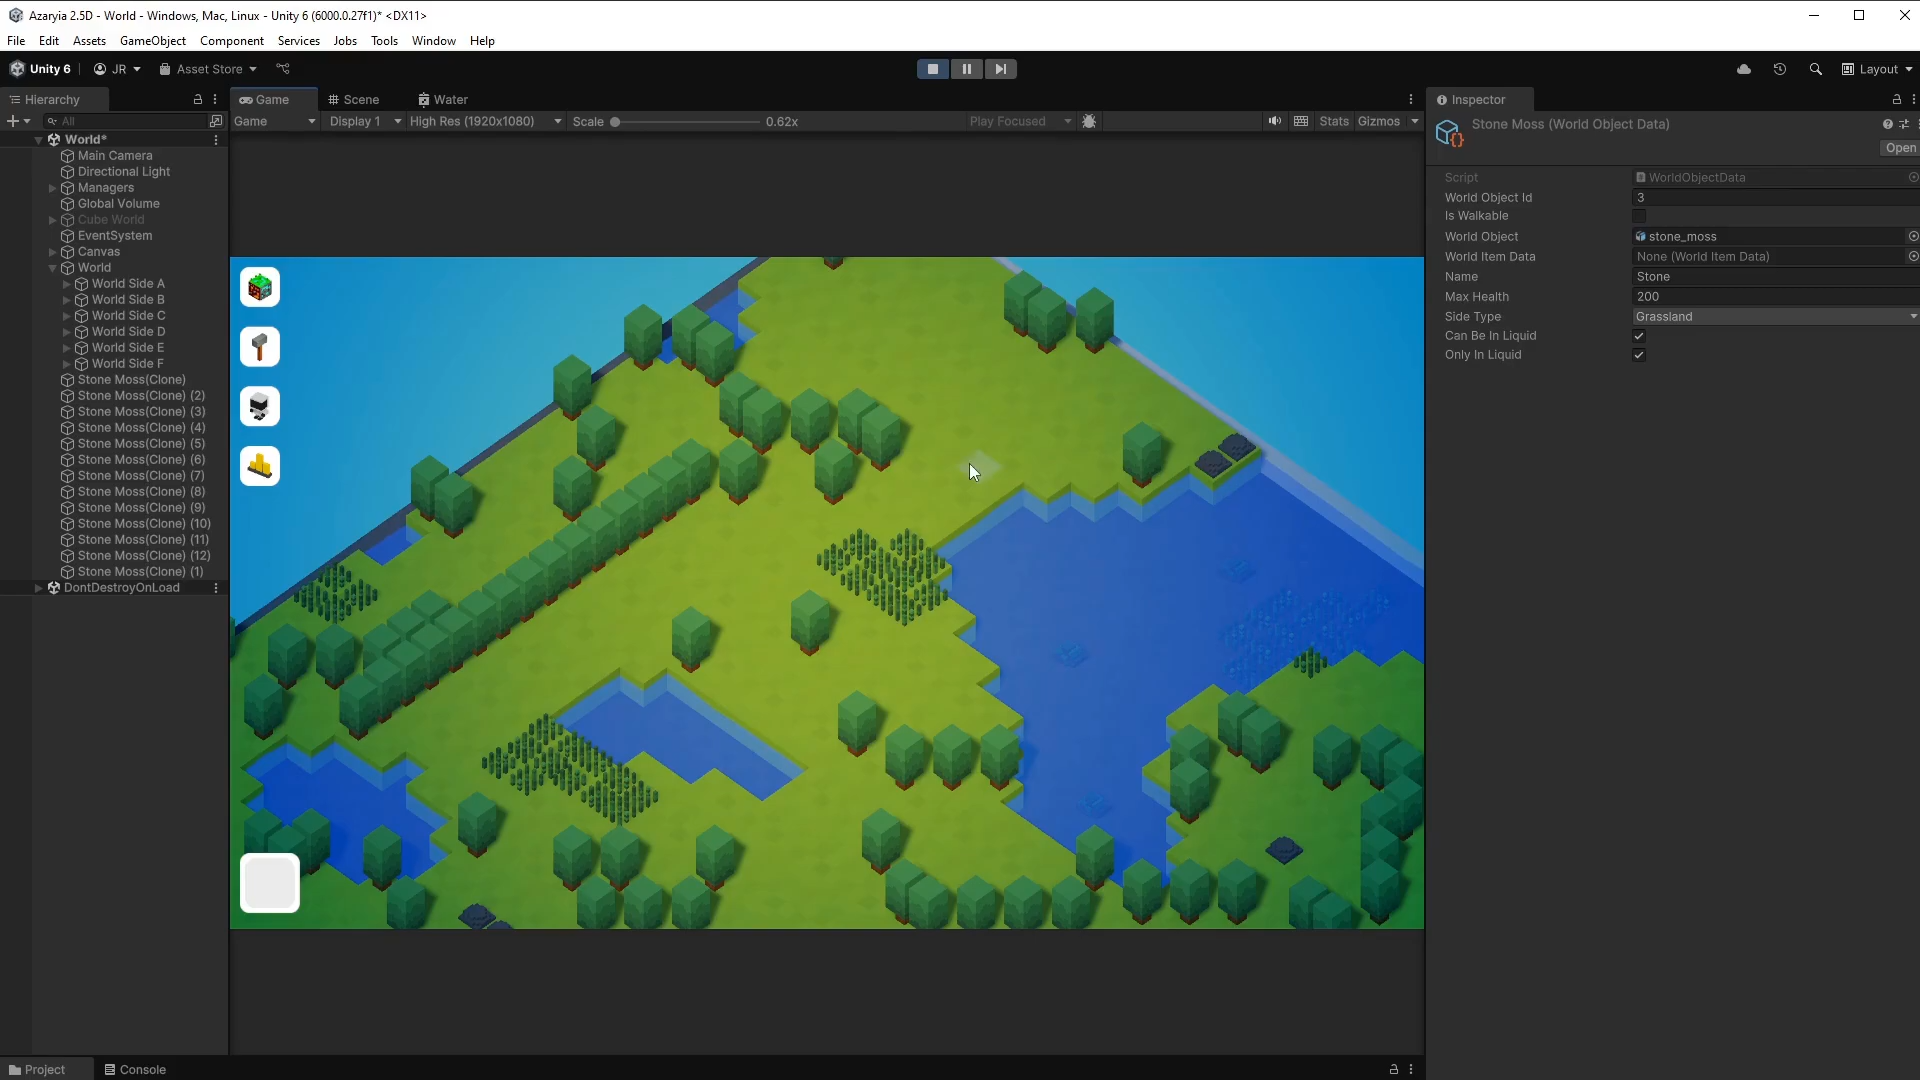 Azaryia 2.5D - World - Windows, Mac, Linux - Unity 6 (6000.0.27f1)* <DX11>
File Edit Assets GameObject Component Services Jobs Tools Window Help
Unity 6 JR Asset Store Layout
Hierarchy Game Scene Water Inspector
All Game Display 1 High Res (1920x1080) Scale 0.62x Play Focused Stats Gizmos
Stone Moss (World Object Data)
Open
World*
Main Camera
Directional Light
Managers
Global Volume
Cube World
EventSystem
Canvas
World
World Side A
World Side B
World Side C
World Side D
World Side E
World Side F
Stone Moss(Clone)
Stone Moss(Clone) (2)
Stone Moss(Clone) (3)
Stone Moss(Clone) (4)
Stone Moss(Clone) (5)
Stone Moss(Clone) (6)
Stone Moss(Clone) (7)
Stone Moss(Clone) (8)
Stone Moss(Clone) (9)
Stone Moss(Clone) (10)
Stone Moss(Clone) (11)
Stone Moss(Clone) (12)
Stone Moss(Clone) (1)
DontDestroyOnLoad
Script WorldObjectData
World Object Id 3
Is Walkable
World Object stone_moss
World Item Data None (World Item Data)
Name Stone
Max Health 200
Side Type Grassland
Can Be In Liquid
Only In Liquid
Project Console